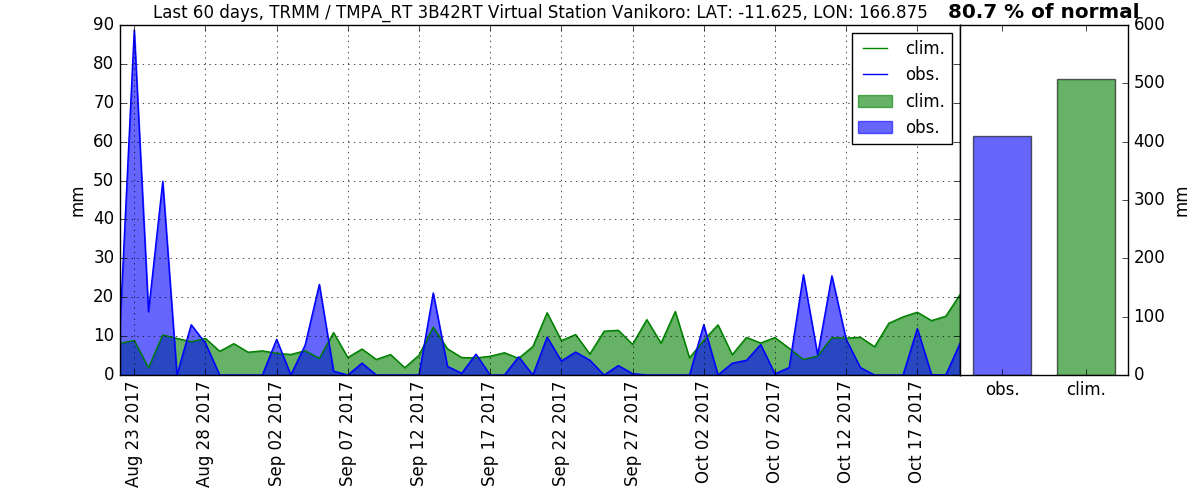 Last 60 days, TRMM / TMPA_RT 3B42RT Virtual Station Vanikoro: LAT: -11.625, LON: 166.875
80.7 % of normal
90
80
70
60
50
40
30
20
10
0
mm
clim.
obs.
clim.
obs.
600
500
400
300
200
100
0
mm
obs.
clim.
Aug 23 2017
Aug 28 2017
Sep 02 2017
Sep 07 2017
Sep 12 2017
Sep 17 2017
Sep 22 2017
Sep 27 2017
Oct 02 2017
Oct 07 2017
Oct 12 2017
Oct 17 2017